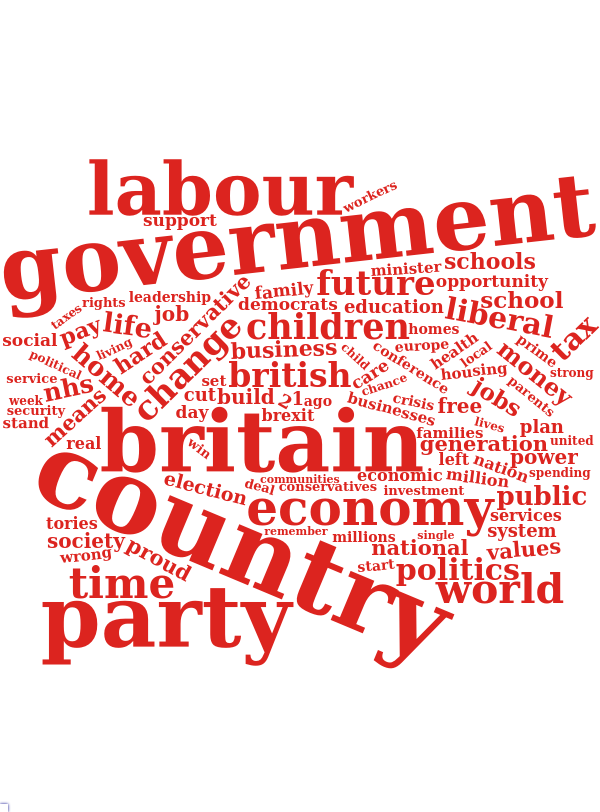 labour
workers
support
government
minister
schools
family
future
opportunity
rights
leadership
conservative
democrats
education
school
taxes
job
liberal
social
pay
life
children
homes
tax
living
hard
change
business
child
conference
europe
health
local
prime
money
strong
political
home
service
nhs
set
british
care
chance
housing
jobs
parents
week
means
cut
build
21
ago
businesses
crisis
free
security
day
brexit
lives
plan
stand
real
win
britain
families
generation
united
left
nation
power
country
election
deal
communities
conservatives
economic
million
spending
investment
public
economy
tories
services
remember
millions
single
system
society
wrong
proud
national
values
start
politics
time
world
party